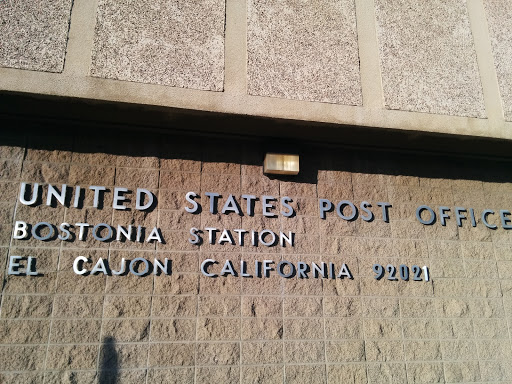 UNITED STATES POST OFFICE
BOSTONIA STATION
EL CAJON CALIFORNIA 92021